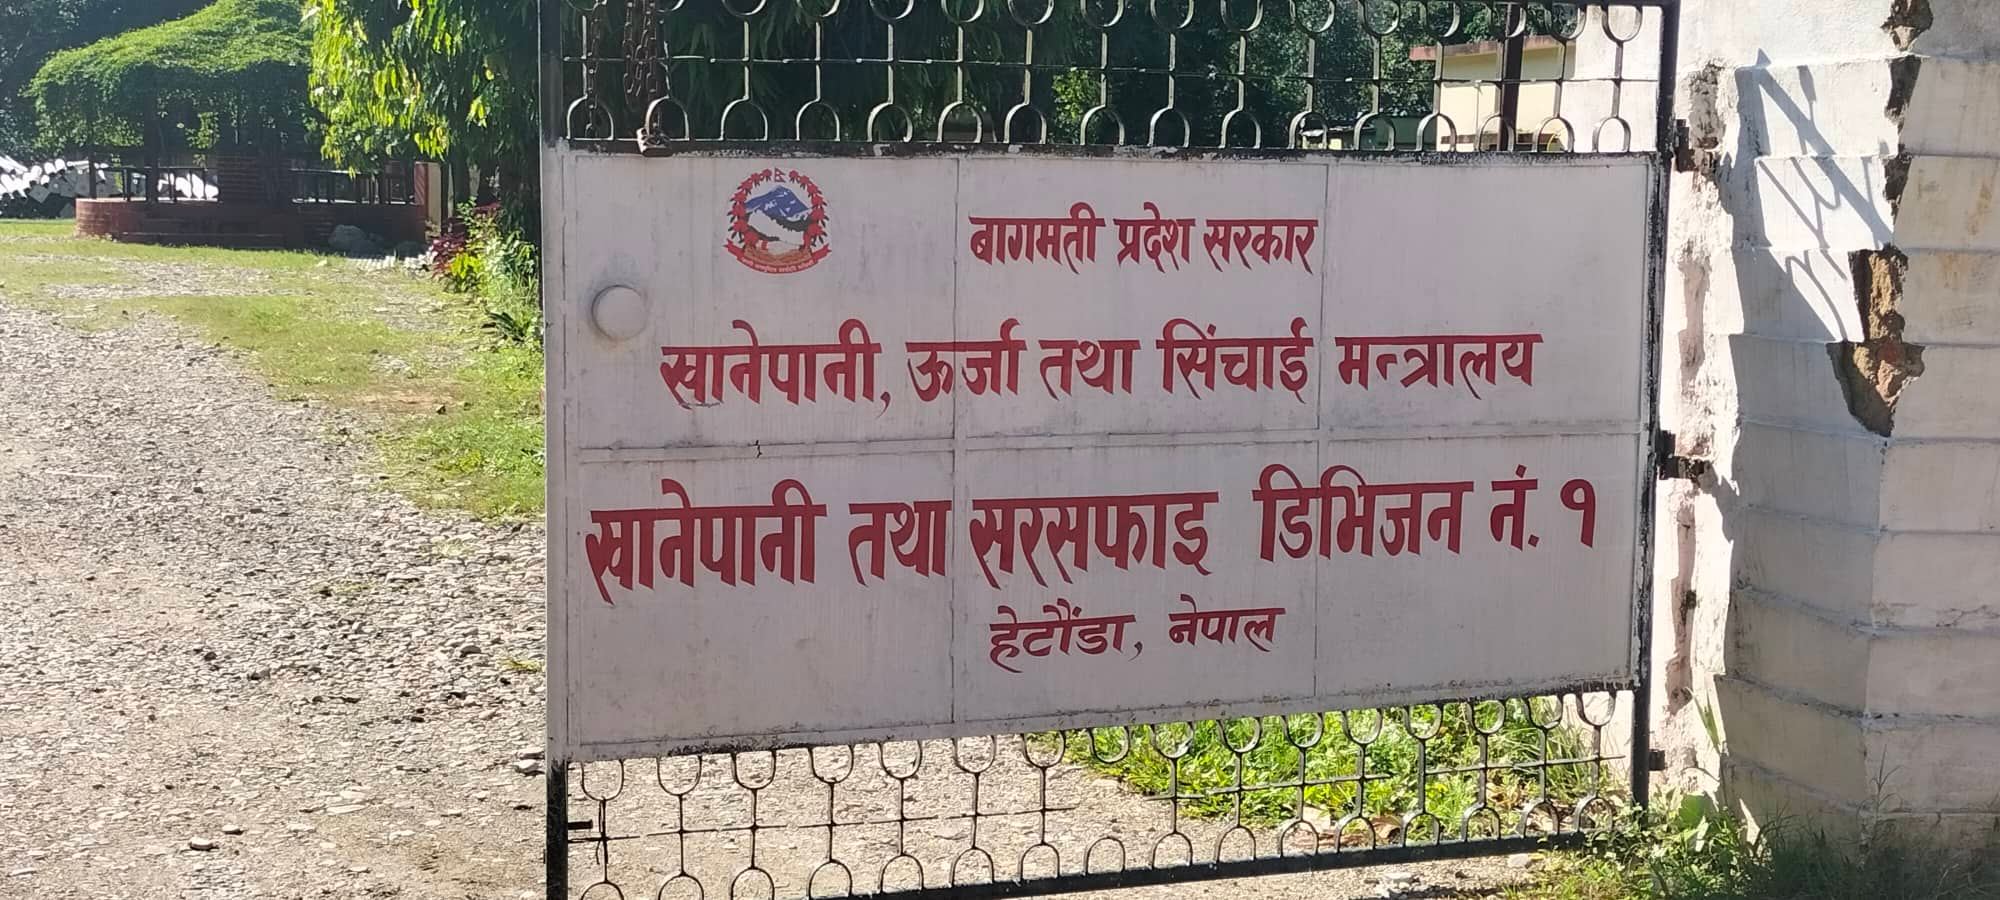 बागमती प्रदेश सरकार
खानेपानी, ऊर्जा तथा सिंचाई मन्त्रालय
खानेपानी तथा सरसफाइ डिभिजन नं. १
हेटौंडा, नेपाल